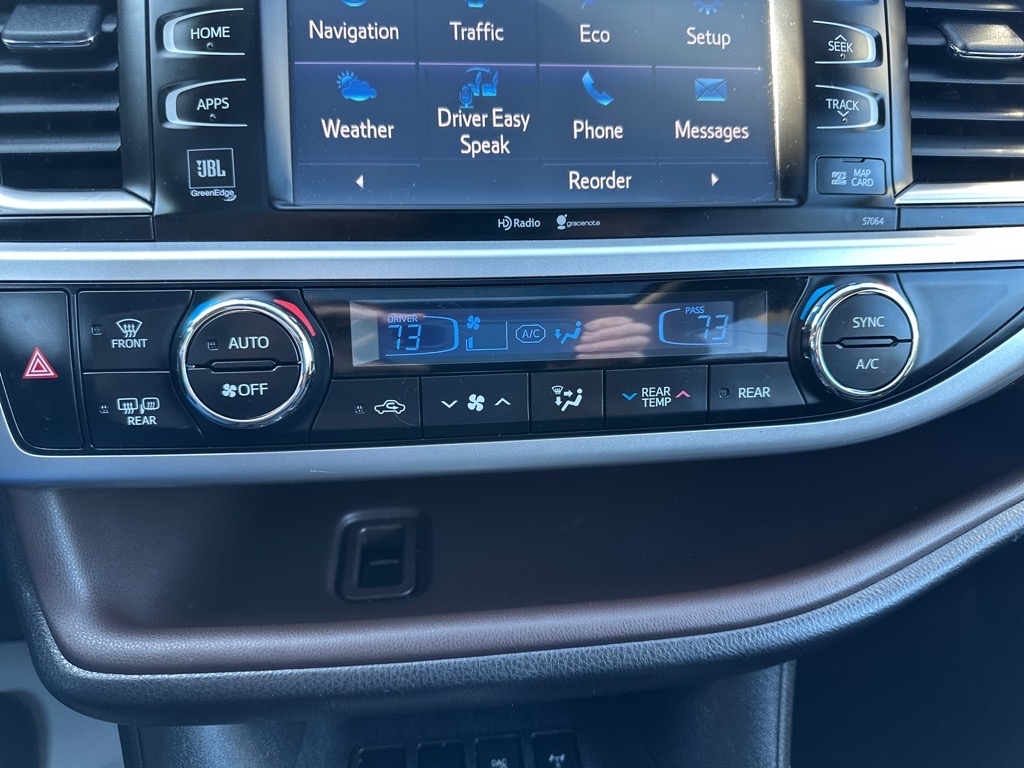 HOME
APPS
JBL
GreenEdge
Navigation
Traffic
Eco
Setup
Weather
Driver Easy
Speak
Phone
Messages
Reorder
SEEK
TRACK
MAP
CARD
HD Radio
gracenote
57064
FRONT
REAR
AUTO
OFF
DRIVER
73
A/C
PASS
73
REAR
TEMP
REAR
SYNC
A/C
DAC